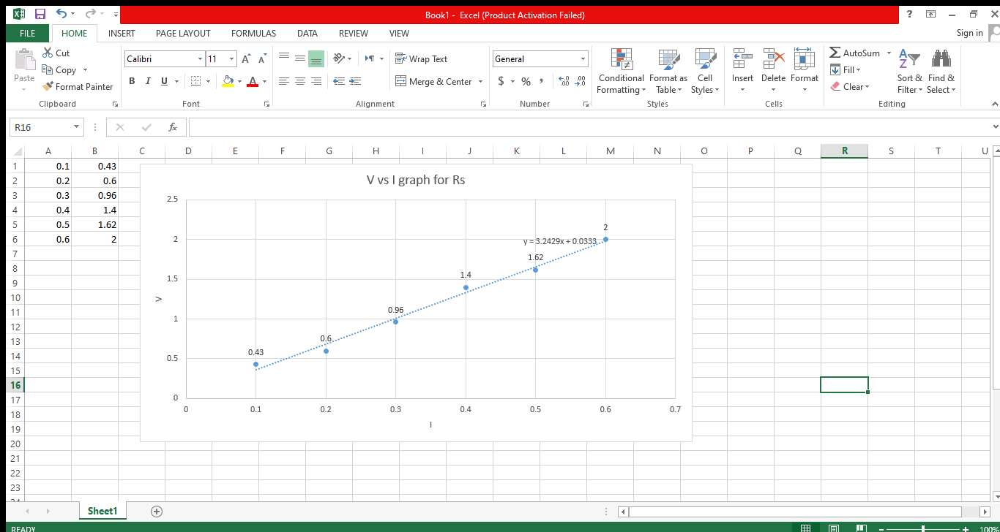 Book1 - Excel (Product Activation Failed)
?
FILE HOME INSERT PAGE LAYOUT FORMULAS DATA REVIEW VIEW Sign in
Paste
Cut
Copy
Format Painter
Clipboard
Calibri 11
B I U
Font
Wrap Text
Merge & Center
Alignment
General
$ % ,
Number
Conditional Formatting
Format as Table
Cell Styles
Styles
Insert Delete Format
Cells
AutoSum
Fill
Clear
Sort & Filter
Find & Select
Editing
R16
fx
A B C D E F G H I J K L M N O P Q R S T U
1 0.1 0.43
2 0.2 0.6
3 0.3 0.96
4 0.4 1.4
5 0.5 1.62
6 0.6 2
7
8
9
10
11
12
13
14
15
16
17
18
19
20
21
22
23
24
V vs I graph for Rs
2.5
2
1.5
1
0.5
0
V
0.43
0.6
0.96
1.4
1.62
2
y = 3.2429x + 0.0333
0 0.1 0.2 0.3 0.4 0.5 0.6 0.7
I
Sheet1
READY
100%